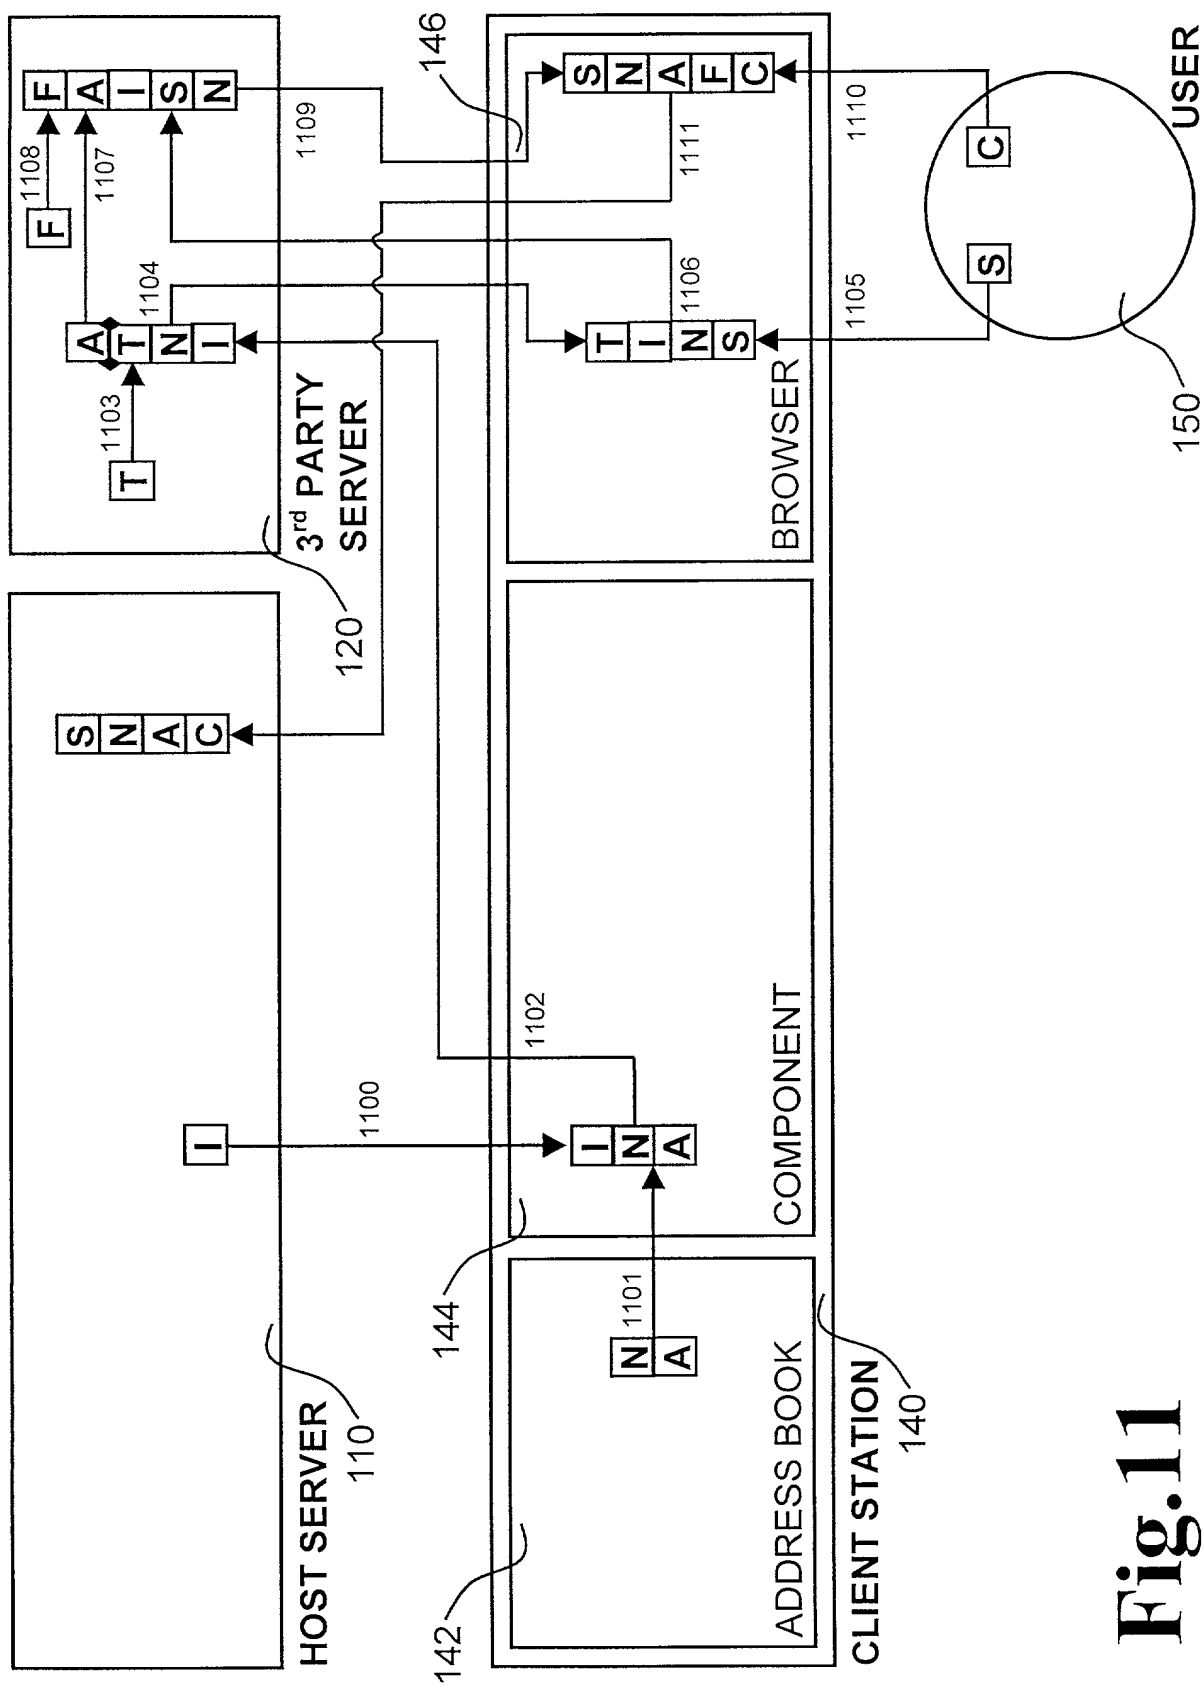 I
S
N
A
C
HOST SERVER
110
1100
T
1103
A
T
N
I
1104
1107
F
1108
F
A
I
S
N
3rd PARTY
SERVER
120
1109
142
144
146
N
A
1101
I
N
A
1102
T
I
N
S
1106
S
N
A
F
C
1111
ADDRESS BOOK
COMPONENT
BROWSER
CLIENT STATION
140
1105
1110
S
C
150
USER
Fig.11